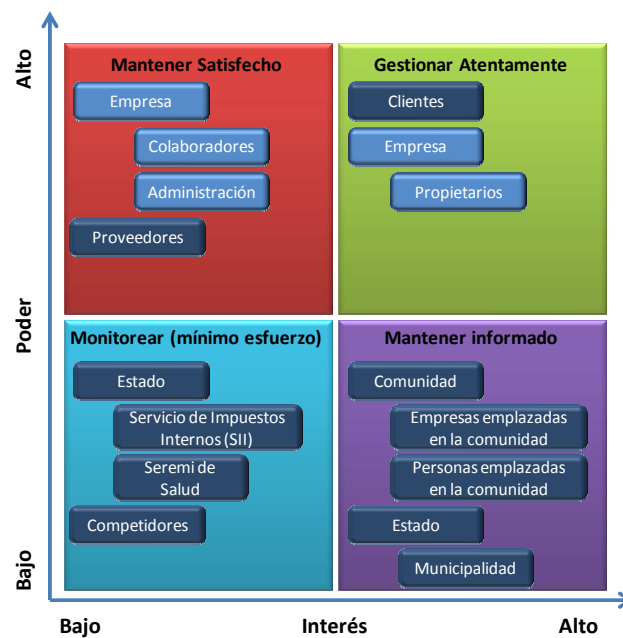 Alto
Mantener Satisfecho
Empresa
Colaboradores
Administración
Proveedores
Gestionar Atentamente
Clientes
Empresa
Propietarios
Poder
Monitorear (mínimo esfuerzo)
Estado
Servicio de Impuestos
Internos (SII)
Seremi de
Salud
Competidores
Mantener informado
Comunidad
Empresas emplazadas
en la comunidad
Personas emplazadas
en la comunidad
Estado
Municipalidad
Bajo
Bajo
Interés
Alto